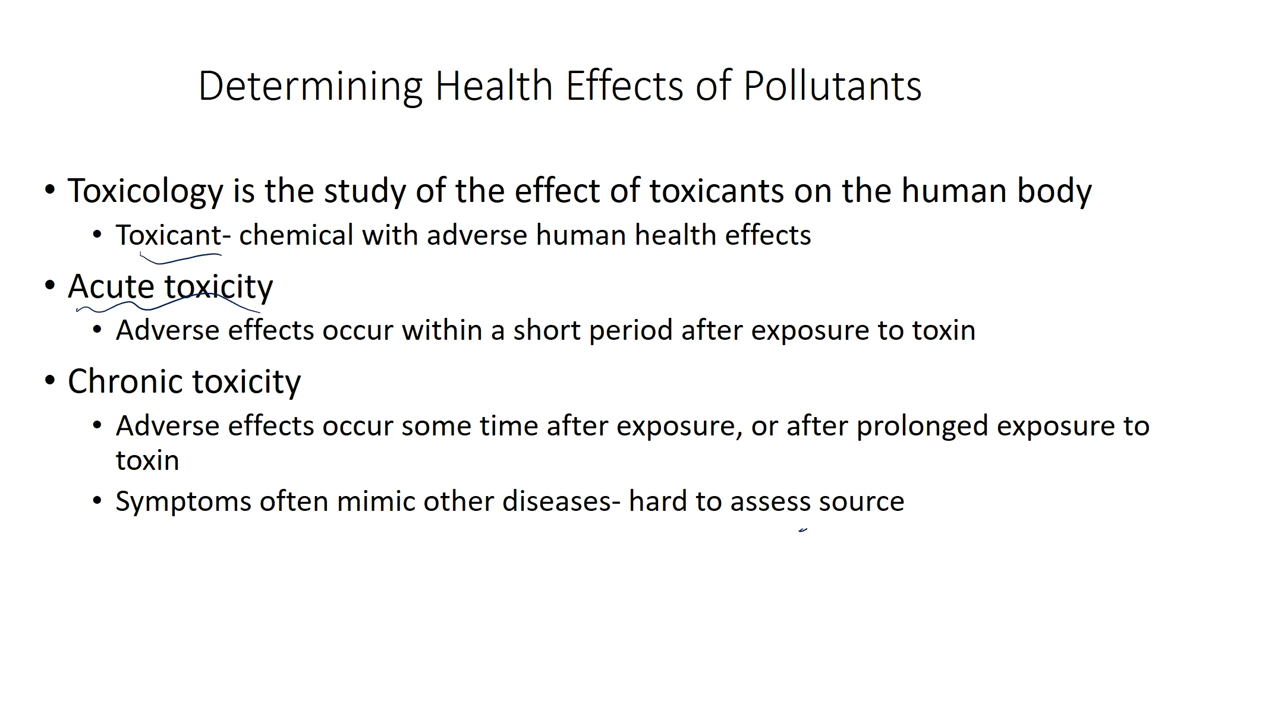 Determining Health Effects of Pollutants
• Toxicology is the study of the effect of toxicants on the human body
• Toxicant- chemical with adverse human health effects
• Acute toxicity
• Adverse effects occur within a short period after exposure to toxin
• Chronic toxicity
• Adverse effects occur some time after exposure, or after prolonged exposure to
toxin
• Symptoms often mimic other diseases- hard to assess source